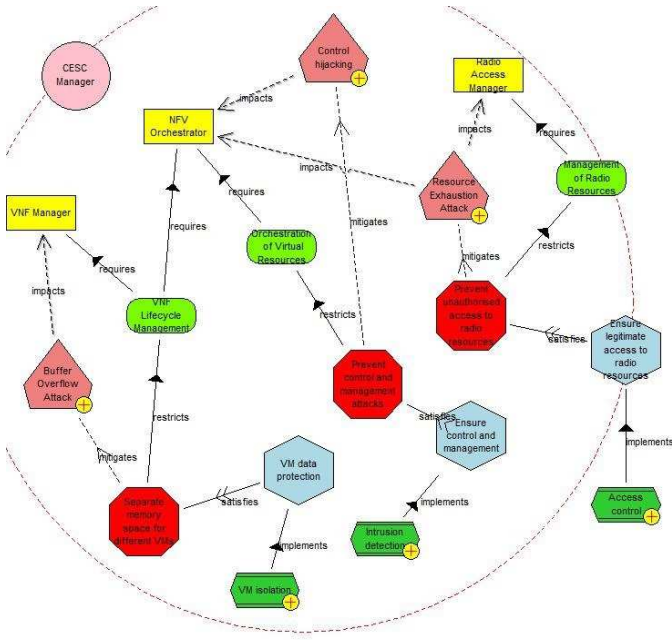 CESC
Manager
Control
hijacking
Radio
Access
Manager
impacts
NFV
Orchestrator
impacts
requires
Management
of Radio
Resources
impacts
Resource
Exhaustion
Attack
requires
VNF Manager
mitigates
requires
Orchestration
of Virtual
Resources
restricts
mitigates
requires
impacts
VNF
Lifecycle
Management
restricts
Prevent
unauthorised
access to
radio
resources
satisfies
Ensure
legitimate
access to
radio
resources
Buffer
Overflow
Attack
Prevent
control and
management
attacks
restricts
satisfies
Ensure
control and
management
implements
mitigates
VM data
protection
Separate
memory
space for
different VMs
satisfies
implements
Access
control
Intrusion
detection
implements
VM isolation